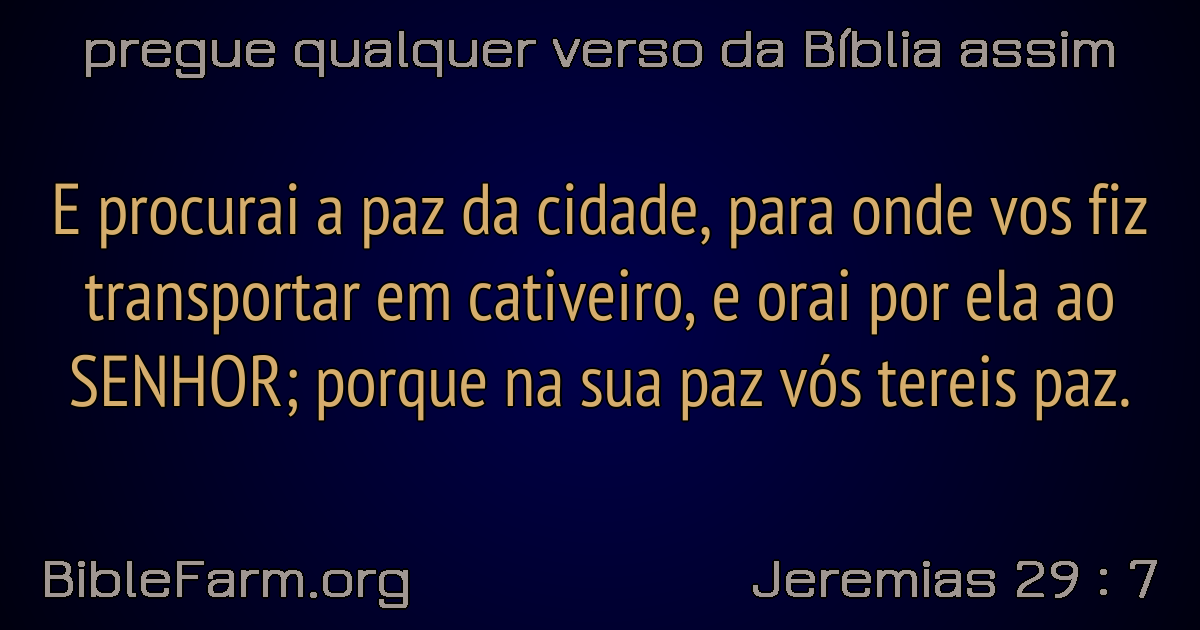 pregue qualquer verso da Bíblia assim
E procurai a paz da cidade, para onde vos fiz
transportar em cativeiro, e orai por ela ao
SENHOR; porque na sua paz vós tereis paz.
BibleFarm.org
Jeremias 29 : 7